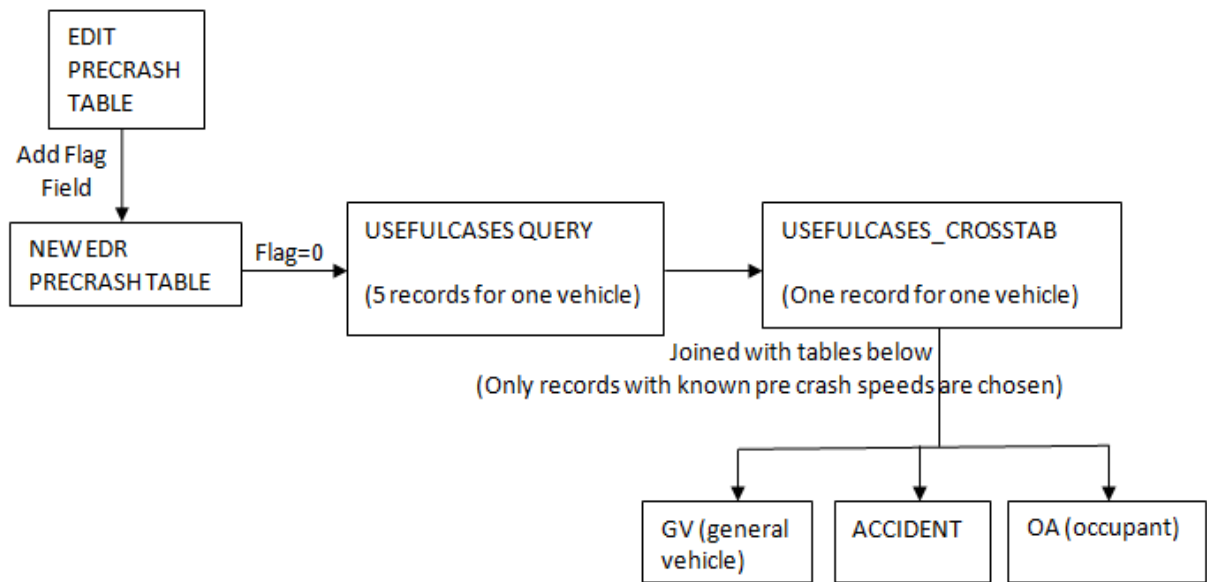 EDIT
PRECRASH
TABLE
Add Flag
Field
NEW EDR
PRECRASH TABLE
Flag=0
USEFULCASES QUERY
(5 records for one vehicle)
USEFULCASES_CROSSTAB
(One record for one vehicle)
Joined with tables below
(Only records with known pre crash speeds are chosen)
GV (general
vehicle)
ACCIDENT
OA (occupant)